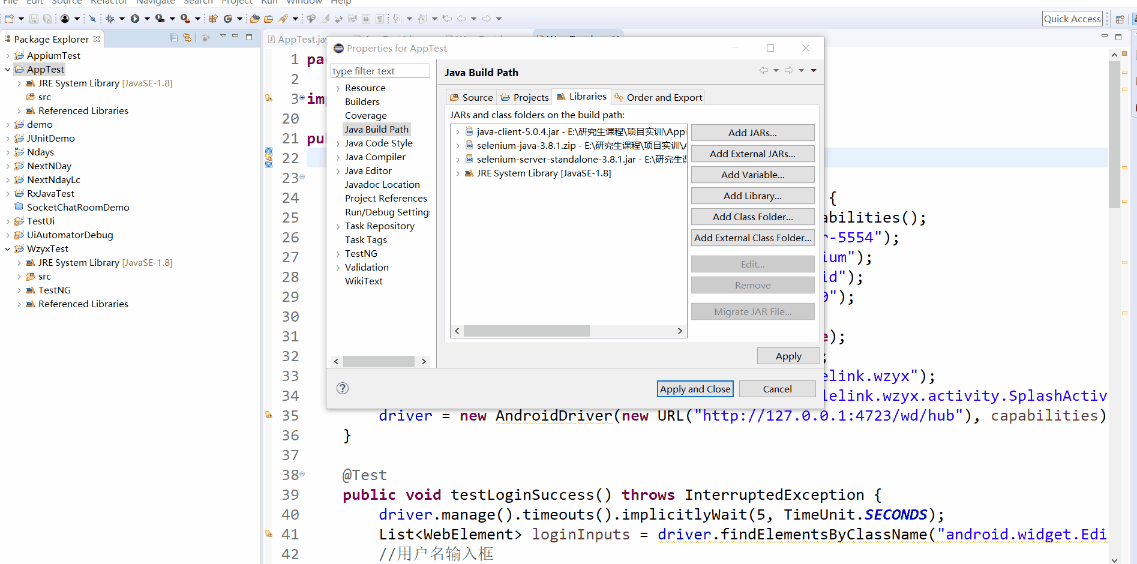 File Edit Source Refactor Navigate Search Project Run Window Help
Quick Access
Package Explorer
AppiumTest
AppTest
JRE System Library [JavaSE-1.8]
src
Referenced Libraries
demo
JUnitDemo
Ndays
NextNDay
NextNdayLc
RxJavaTest
SocketChatRoomDemo
TestUi
UiAutomatorDebug
WzyxTest
JRE System Library [JavaSE-1.8]
src
TestNG
Referenced Libraries
AppTest.jav
Properties for AppTest
type filter text
Resource
Builders
Coverage
Java Build Path
Java Code Style
Java Compiler
Java Editor
Javadoc Location
Project References
Run/Debug Settings
Task Repository
Task Tags
TestNG
Validation
WikiText
Java Build Path
Source Projects Libraries Order and Export
JARs and class folders on the build path:
java-client-5.0.4.jar - E:\研究生课程\项目实训\Appi
selenium-java-3.8.1.zip - E:\研究生课程\项目实训\A
selenium-server-standalone-3.8.1.jar - E:\研究生课
JRE System Library [JavaSE-1.8]
Add JARs...
Add External JARs...
Add Variable...
Add Library...
Add Class Folder...
Add External Class Folder...
Edit...
Remove
Migrate JAR File...
Apply
Apply and Close
Cancel
1 pac
2
3 im
20
21 pu
22
23
24 {
25 abilities();
26 r-5554");
27 ium");
28 id");
29 0");
30
31 e);
32 ;
33 elink.wzyx");
34 lelink.wzyx.activity.SplashActiv
35 driver = new AndroidDriver(new URL("http://127.0.0.1:4723/wd/hub"), capabilities)
36 }
37
38 @Test
39 public void testLoginSuccess() throws InterruptedException {
40 driver.manage().timeouts().implicitlyWait(5, TimeUnit.SECONDS);
41 List<WebElement> loginInputs = driver.findElementsByClassName("android.widget.Edi
42 //用户名输入框